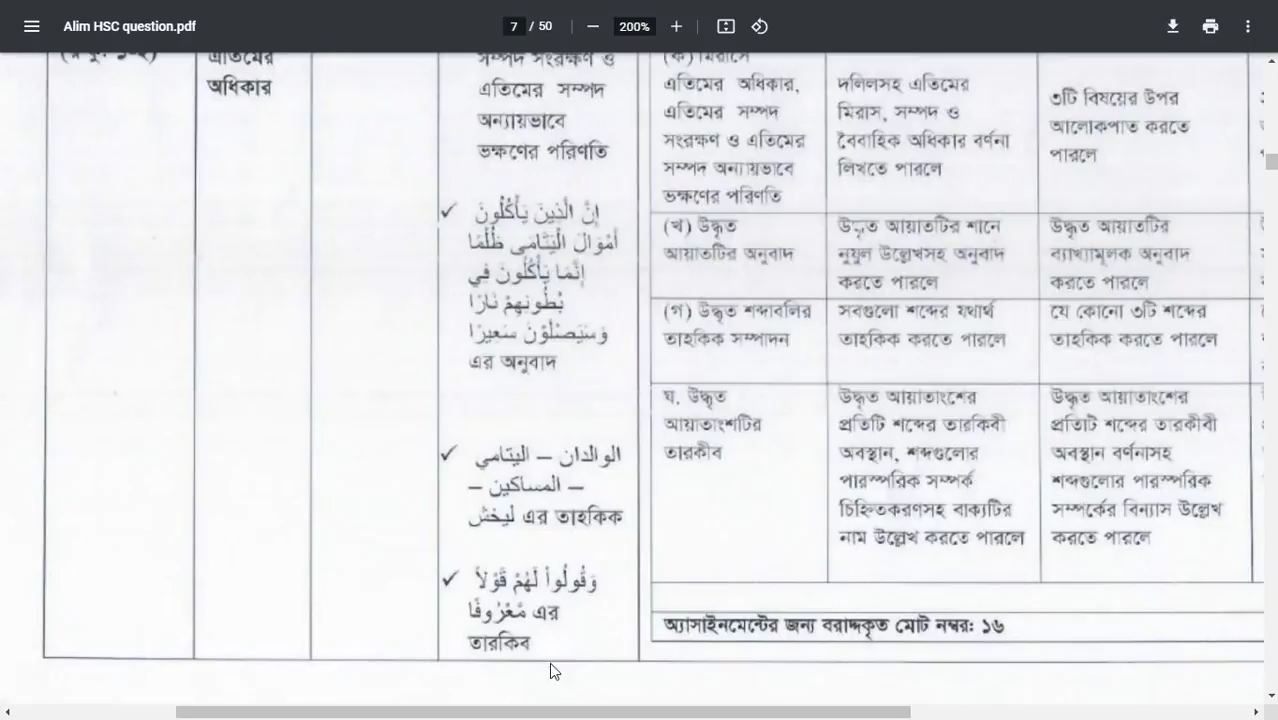 Alim HSC question.pdf
7 / 50
200%
এতিমের
অধিকার
সম্পদ সংরক্ষণ ও
এতিমের সম্পদ
অন্যায়ভাবে
ভক্ষণের পরিণতি
إِنَّ الَّذِينَ يَأْكُلُونَ
أَمْوَالَ الْيَتَامَى ظُلْمًا
إِنَّمَا يَأْكُلُونَ فِي
بُطُونِهِمْ نَارًا
وَسَيَصْلَوْنَ سَعِيرًا
এর অনুবাদ
الوالدان – اليتامي
– المساكين –
ليخش এর তাহকিক
وَقُولُواْ لَهُمْ قَوْلاً
مَّعْرُوفًا এর
তারকিব
(ক) মিরাসে
এতিমের অধিকার,
এতিমের সম্পদ
সংরক্ষণ ও এতিমের
সম্পদ অন্যায়ভাবে
ভক্ষণের পরিণতি
দলিলসহ এতিমের
মিরাস, সম্পদ ও
বৈবাহিক অধিকার বর্ণনা
লিখতে পারলে
৩টি বিষয়ের উপর
আলোকপাত করতে
পারলে
(খ) উদ্ধৃত
আয়াতটির অনুবাদ
উদ্ধৃত আয়াতটির শানে
নুযুল উল্লেখসহ অনুবাদ
করতে পারলে
উদ্ধৃত আয়াতটির
ব্যাখ্যামূলক অনুবাদ
করতে পারলে
(গ) উদ্ধৃত শব্দাবলির
তাহকিক সম্পাদন
সবগুলো শব্দের যথার্থ
তাহকিক করতে পারলে
যে কোনো ৩টি শব্দের
তাহকিক করতে পারলে
ঘ. উদ্ধৃত
আয়াতাংশটির
তারকীব
উদ্ধৃত আয়াতাংশের
প্রতিটি শব্দের তারকিবী
অবস্থান, শব্দগুলোর
পারস্পরিক সম্পর্ক
চিহ্নিতকরণসহ বাক্যটির
নাম উল্লেখ করতে পারলে
উদ্ধৃত আয়াতাংশের
প্রতিটি শব্দের তারকীবী
অবস্থান বর্ণনাসহ
শব্দগুলোর পারস্পরিক
সম্পর্কের বিন্যাস উল্লেখ
করতে পারলে
অ্যাসাইনমেন্টের জন্য বরাদ্দকৃত মোট নম্বর: ১৬